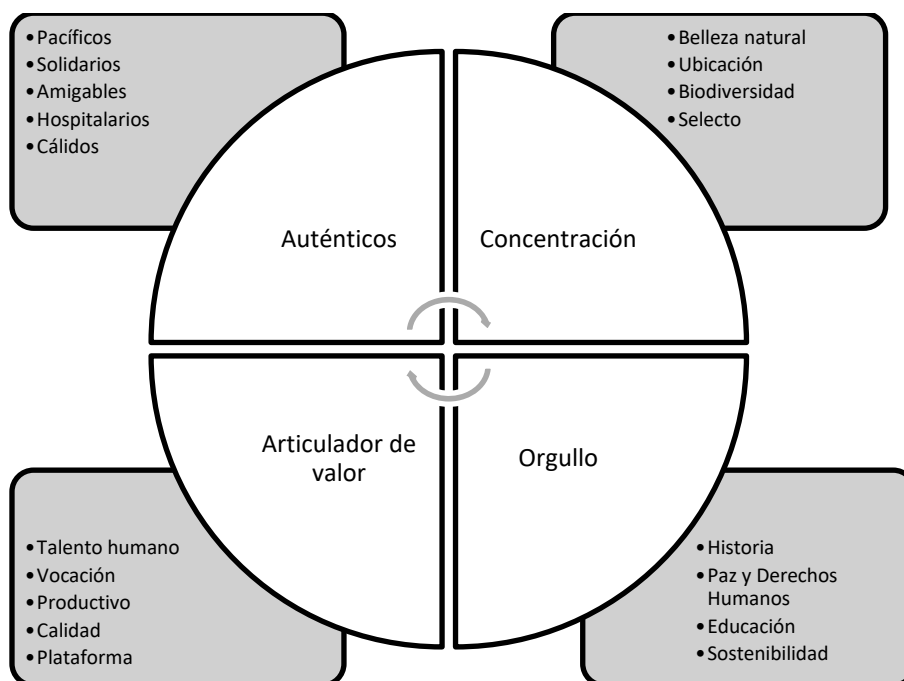 •Pacíficos
•Solidarios
•Amigables
•Hospitalarios
•Cálidos
•Belleza natural
•Ubicación
•Biodiversidad
•Selecto
Auténticos
Concentración
Articulador de
valor
Orgullo
•Talento humano
•Vocación
•Productivo
•Calidad
•Plataforma
•Historia
•Paz y Derechos
Humanos
•Educación
•Sostenibilidad